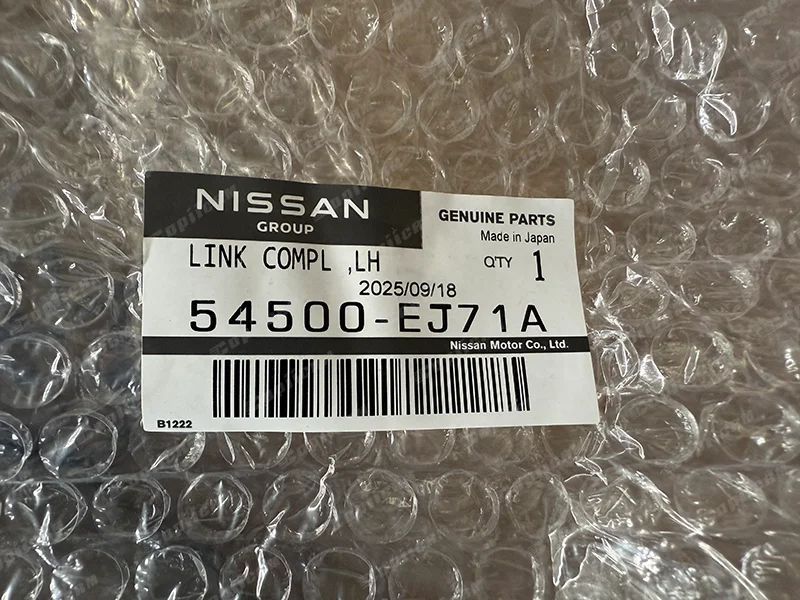 NISSAN
GROUP
GENUINE PARTS
Made in Japan
LINK COMPL ,LH
Q'TY 1
2025/09/18
54500-EJ71A
Nissan Motor Co., Ltd.
B1222